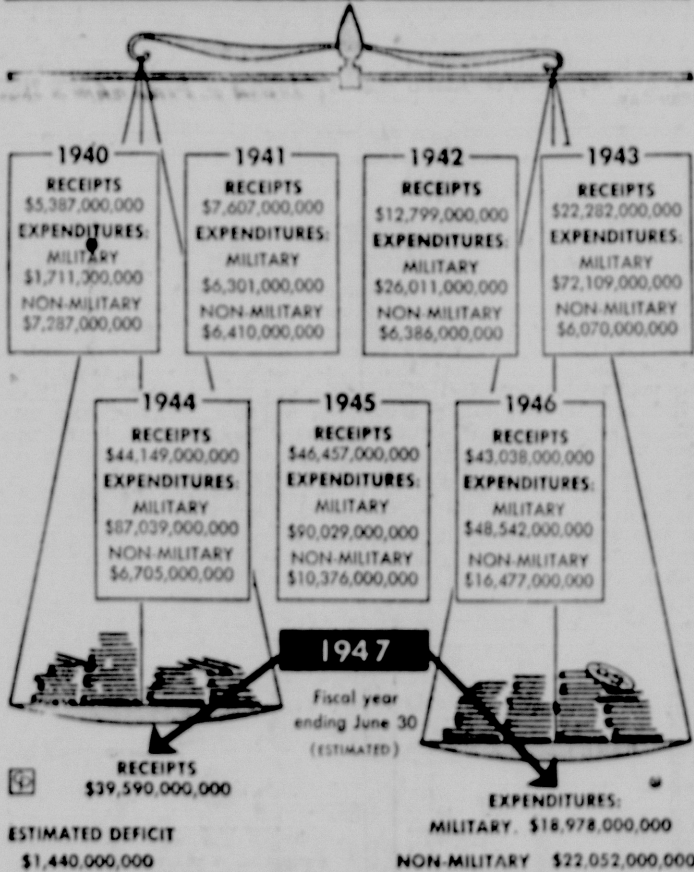 1940
RECEIPTS
$5,387,000,000
EXPENDITURES:
MILITARY
$1,711,300,000
NON-MILITARY
$7,287,000,000
1941
RECEIPTS
$7,607,000,000
EXPENDITURES:
MILITARY
$6,301,000,000
NON-MILITARY
$6,410,000,000
1942
RECEIPTS
$12,799,000,000
EXPENDITURES:
MILITARY
$26,011,000,000
NON-MILITARY
$6,386,000,000
1943
RECEIPTS
$22,282,000,000
EXPENDITURES:
MILITARY
$72,109,000,000
NON-MILITARY
$6,070,000,000
1944
RECEIPTS
$44,149,000,000
EXPENDITURES:
MILITARY
$87,039,000,000
NON-MILITARY
$6,705,000,000
1945
RECEIPTS
$46,457,000,000
EXPENDITURES:
MILITARY
$90,029,000,000
NON-MILITARY
$10,376,000,000
1946
RECEIPTS
$43,038,000,000
EXPENDITURES:
MILITARY
$48,542,000,000
NON-MILITARY
$16,477,000,000
1947
Fiscal year
ending June 30
(ESTIMATED)
RECEIPTS
$39,590,000,000
EXPENDITURES:
MILITARY. $18,978,000,000
NON-MILITARY $22,052,000,000
ESTIMATED DEFICIT
$1,440,000,000